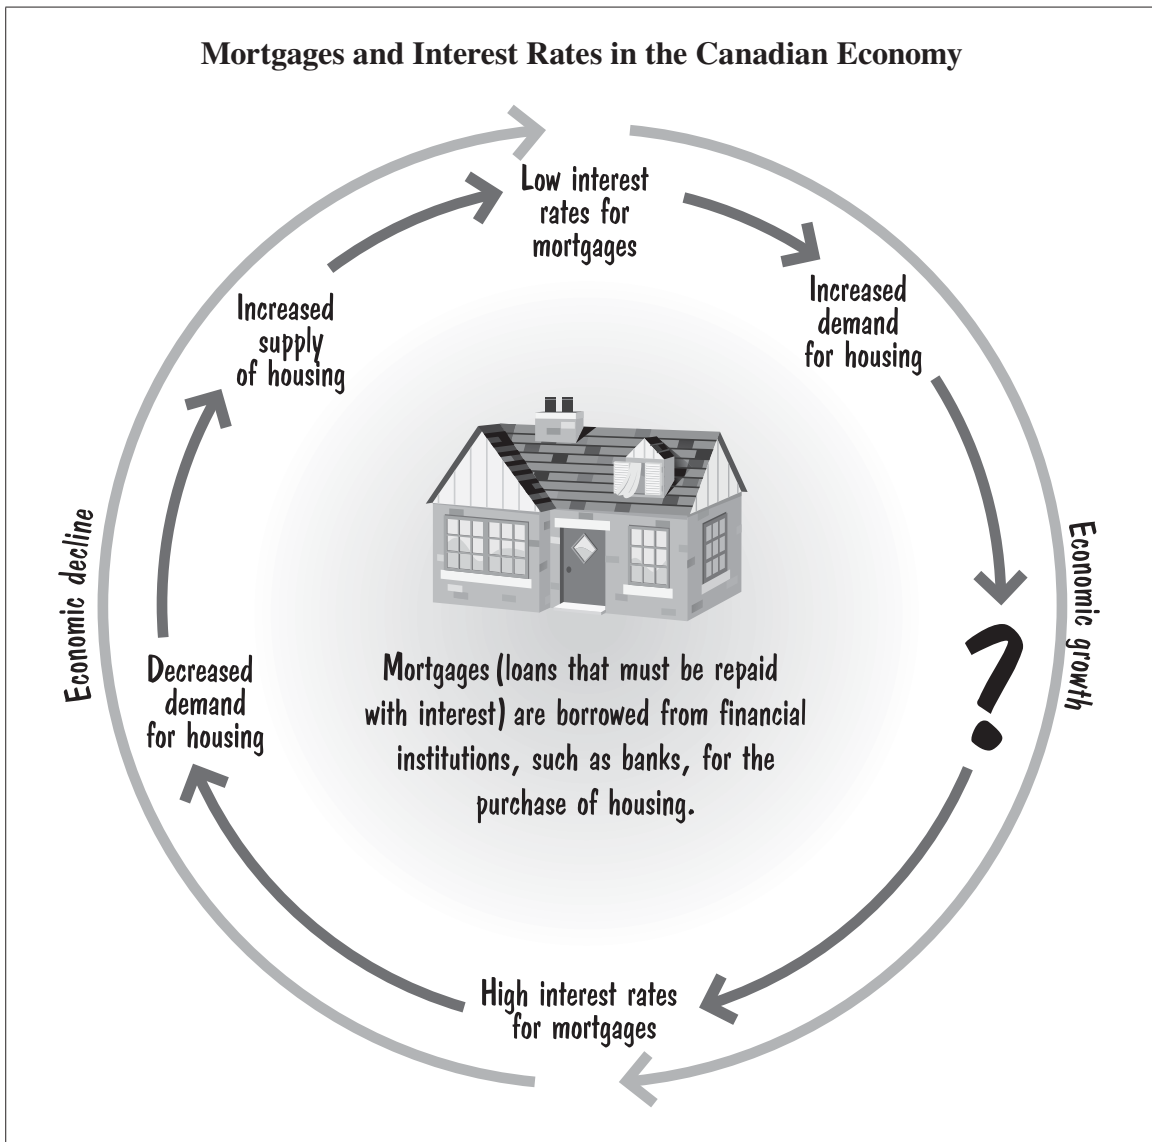 Mortgages and Interest Rates in the Canadian Economy
Low interest
rates for
mortgages
Increased
demand
for housing
Economic growth
?
High interest rates
for mortgages
Decreased
demand
for housing
Economic decline
Increased
supply
of housing
Mortgages (loans that must be repaid
with interest) are borrowed from financial
institutions, such as banks, for the
purchase of housing.